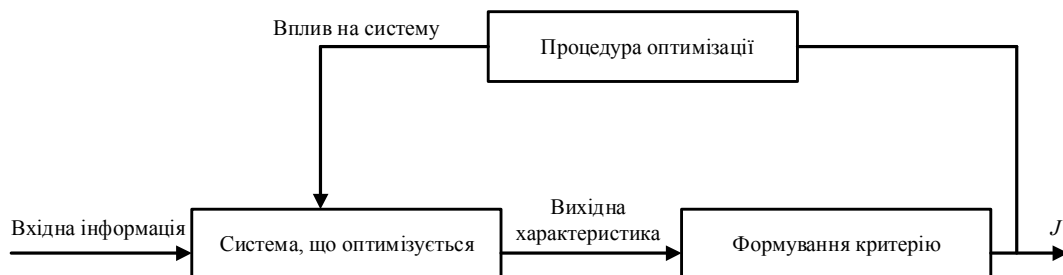 Вплив на систему
Процедура оптимізації
Вхідна інформація
Система, що оптимізується
Вихідна
характеристика
Формування критерію
J